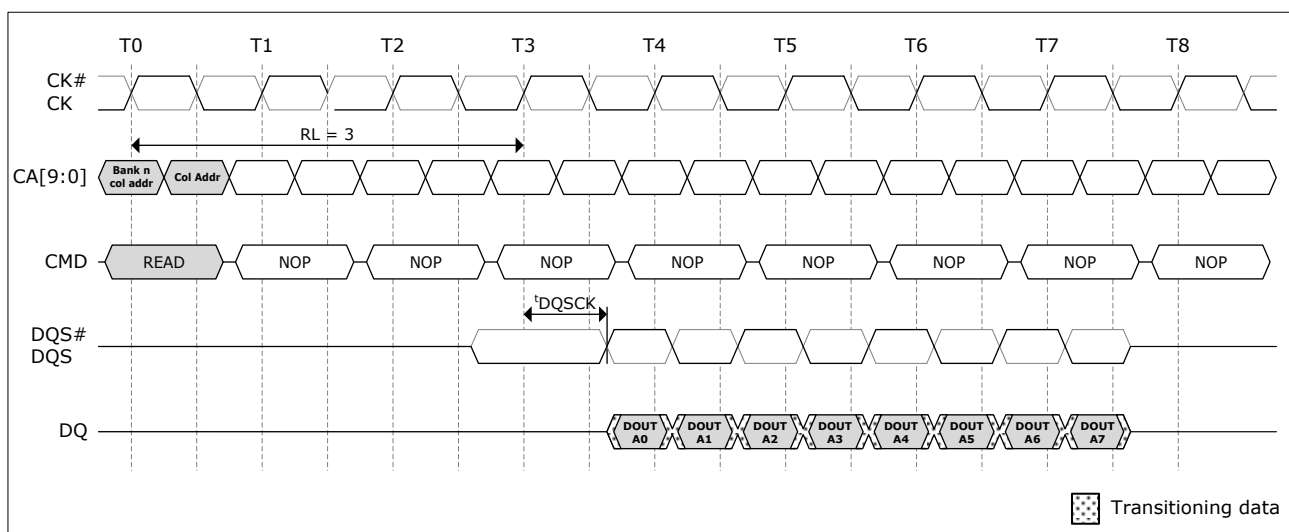 T0 T1 T2 T3 T4 T5 T6 T7 T8
CK#
CK
RL = 3
CA[9:0]
Bank n
col addr
Col Addr
CMD
READ NOP NOP NOP NOP NOP NOP NOP NOP
tDQSCK
DQS#
DQS
DQ
DOUT A0
DOUT A1
DOUT A2
DOUT A3
DOUT A4
DOUT A5
DOUT A6
DOUT A7
Transitioning data